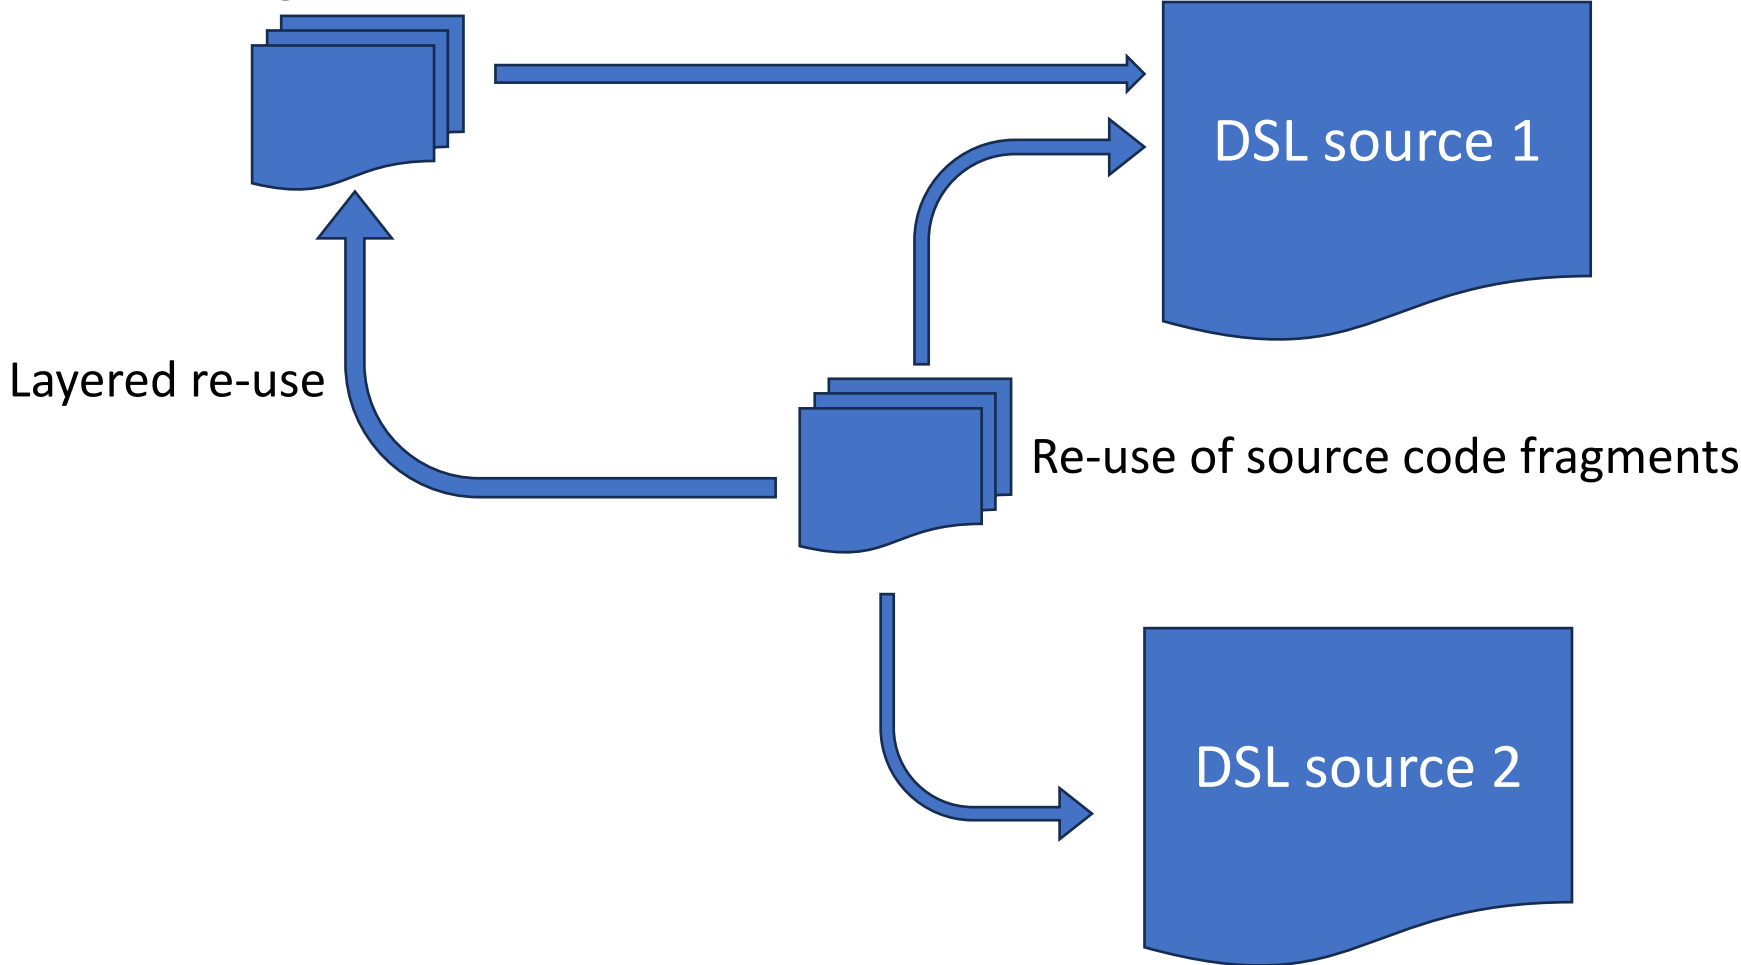 DSL source 1
Layered re-use
Re-use of source code fragments
DSL source 2